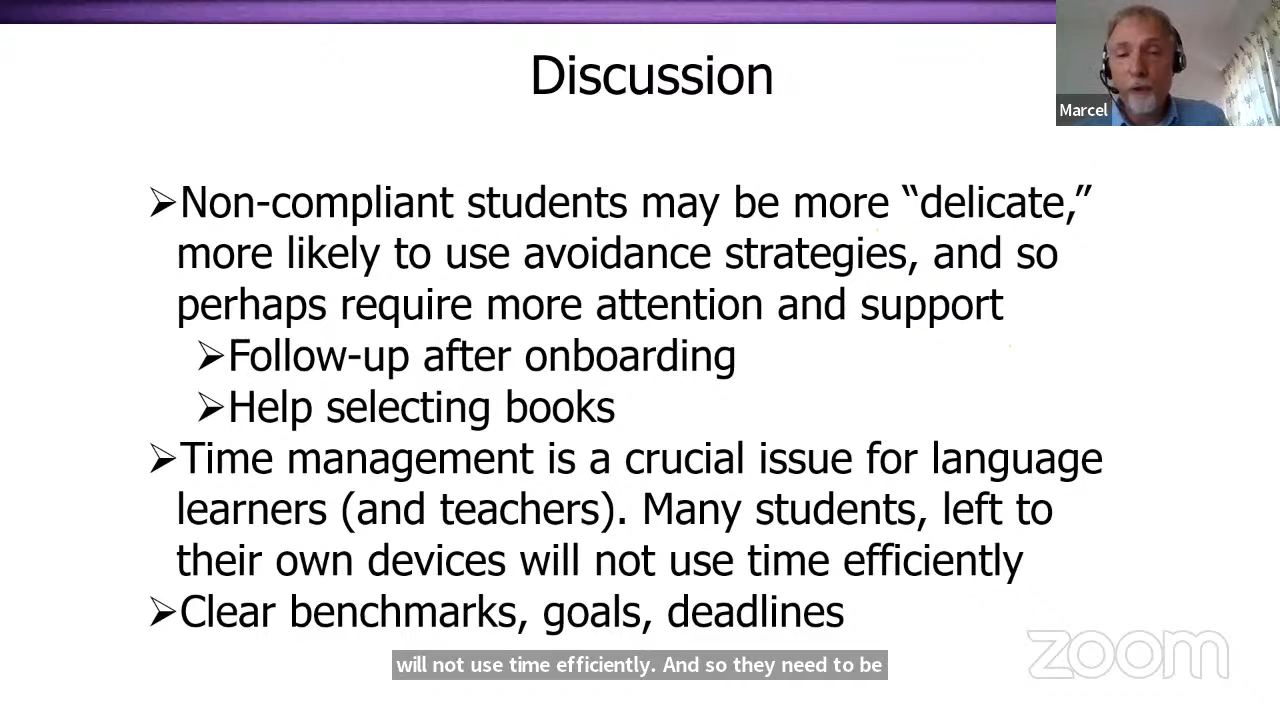 Discussion
Marcel
➢Non-compliant students may be more “delicate,”
more likely to use avoidance strategies, and so
perhaps require more attention and support
➢Follow-up after onboarding
➢Help selecting books
➢Time management is a crucial issue for language
learners (and teachers). Many students, left to
their own devices will not use time efficiently
➢Clear benchmarks, goals, deadlines
zoom
will not use time efficiently. And so they need to be